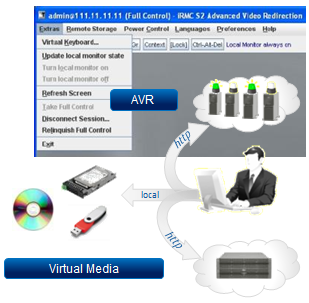 admin@111.11.11.11 [Full Control] - iRMC S2 Advanced Video Redirection
Extras Remote Storage Power Control Languages Preferences Help
Virtual Keyboard...
Context [Lock] Ctrl-Alt-Del Local Monitor always on
Update local monitor state
Turn local monitor on
Turn local monitor off
Refresh Screen
Take Full Control
Disconnect Session...
Relinquish Full Control
Exit
AVR
http
local
http
Virtual Media